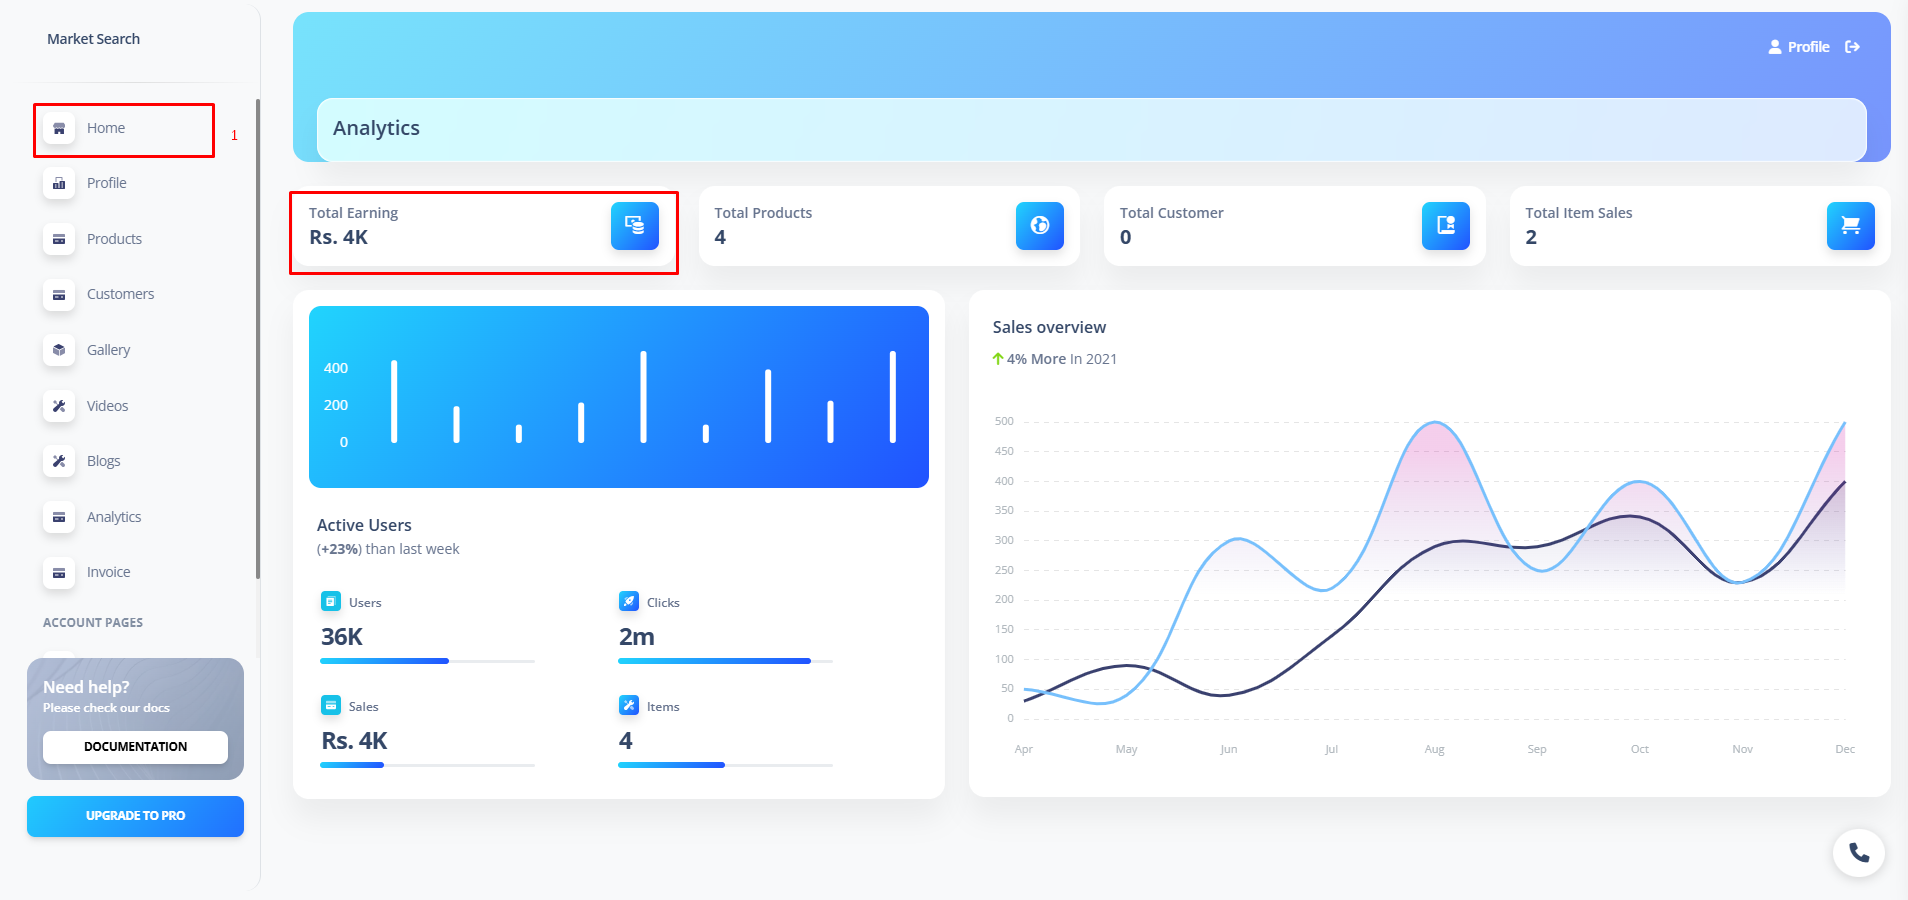 Market Search
Home
1
Profile
Products
Customers
Gallery
Videos
Blogs
Analytics
Invoice
ACCOUNT PAGES
Need help?
Please check our docs
DOCUMENTATION
UPGRADE TO PRO
Profile
Analytics
Total Earning
Rs. 4K
Total Products
4
Total Customer
0
Total Item Sales
2
400
200
0
Active Users
(+23%) than last week
Users
36K
Clicks
2m
Sales
Rs. 4K
Items
4
Sales overview
4% More In 2021
500
450
400
350
300
250
200
150
100
50
0
Apr May Jun Jul Aug Sep Oct Nov Dec